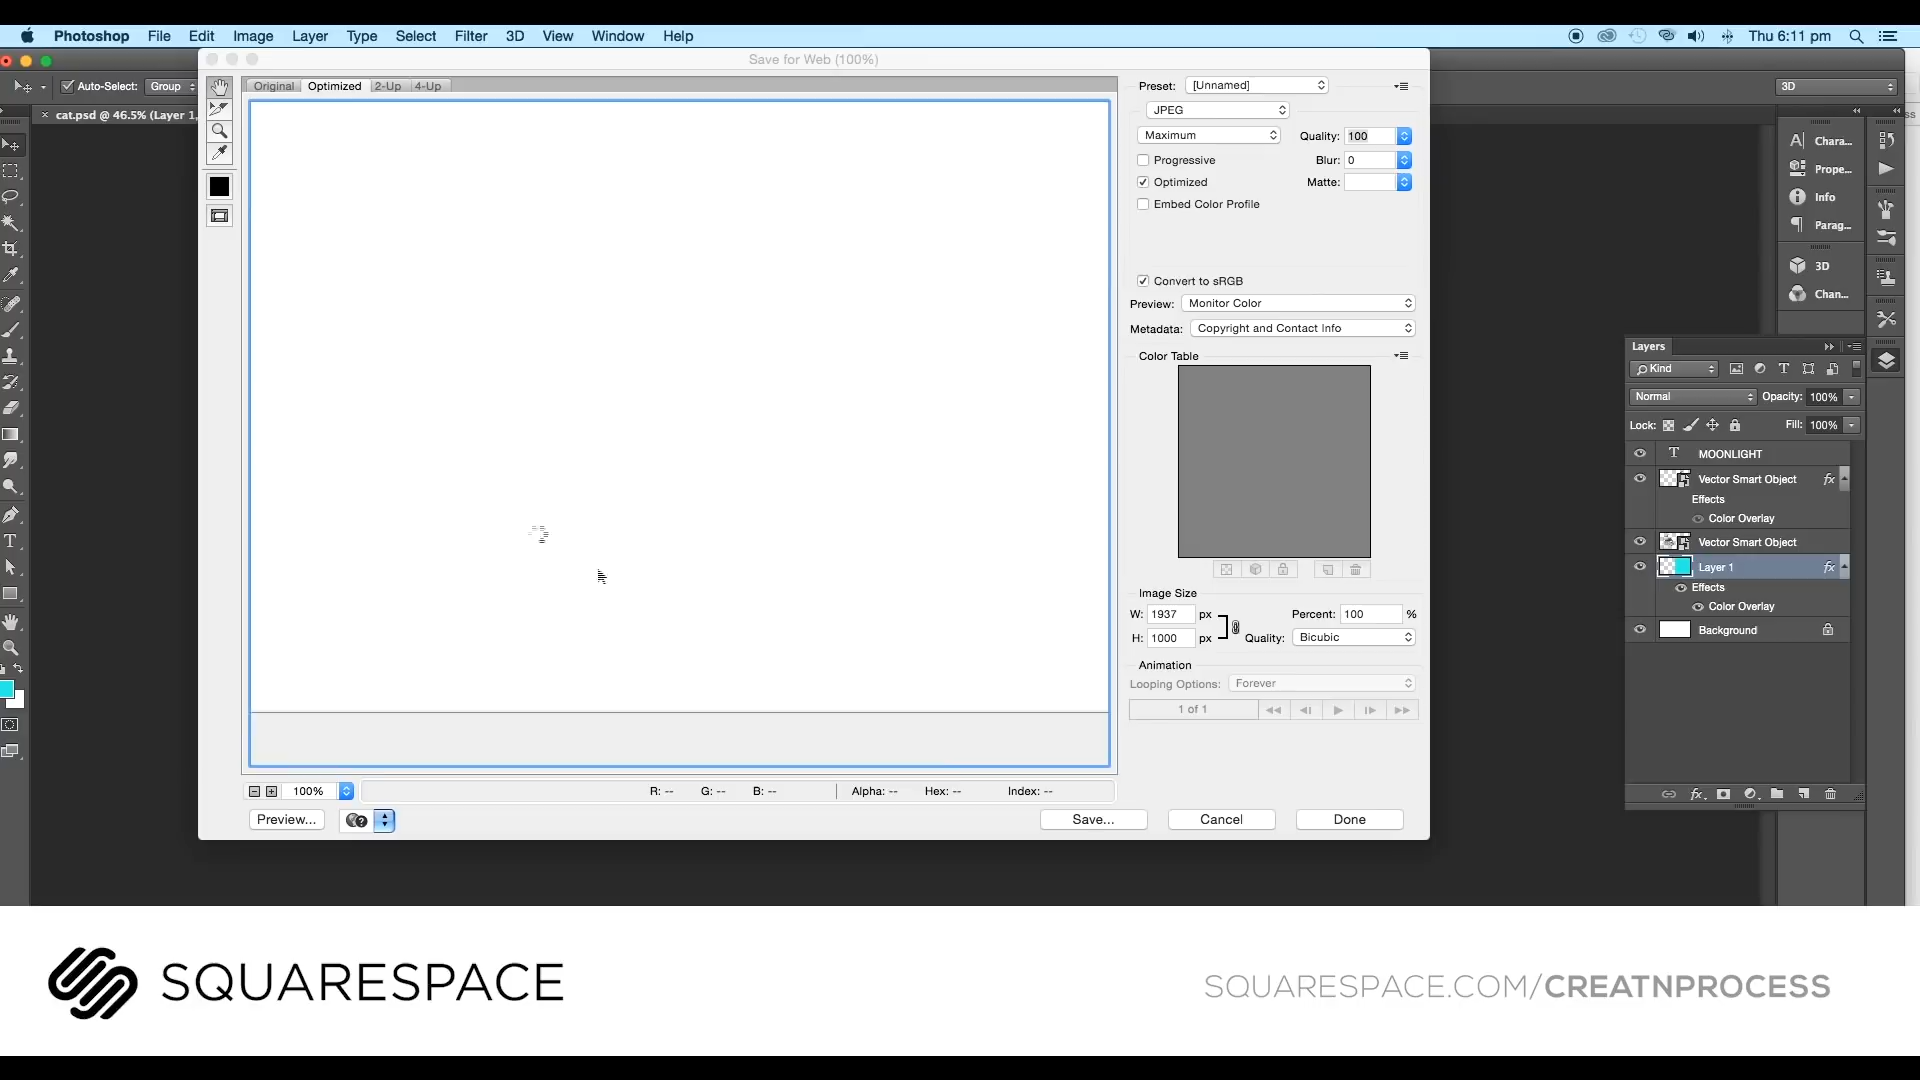 Photoshop File Edit Image Layer Type Select Filter 3D View Window Help Thu 6:11 pm
Save for Web (100%)
Auto-Select: Group
3D
Original Optimized 2-Up 4-Up
cat.psd @ 46.5% (Layer 1,
Preset: [Unnamed]
JPEG
Maximum Quality: 100
Progressive Blur: 0
Optimized Matte:
Embed Color Profile
Convert to sRGB
Preview: Monitor Color
Metadata: Copyright and Contact Info
Color Table
Image Size
W: 1937 px Percent: 100 %
H: 1000 px Quality: Bicubic
Animation
Looping Options: Forever
1 of 1
100% R: -- G: -- B: -- Alpha: -- Hex: -- Index: --
Preview... Save... Cancel Done
Chara...
Prope...
Info
Parag...
3D
Chan...
Layers
Kind
Normal Opacity: 100%
Lock: Fill: 100%
T MOONLIGHT
Vector Smart Object fx
Effects
Color Overlay
Vector Smart Object
Layer 1 fx
Effects
Color Overlay
Background
SQUARESPACE
SQUARESPACE.COM/CREATNPROCESS